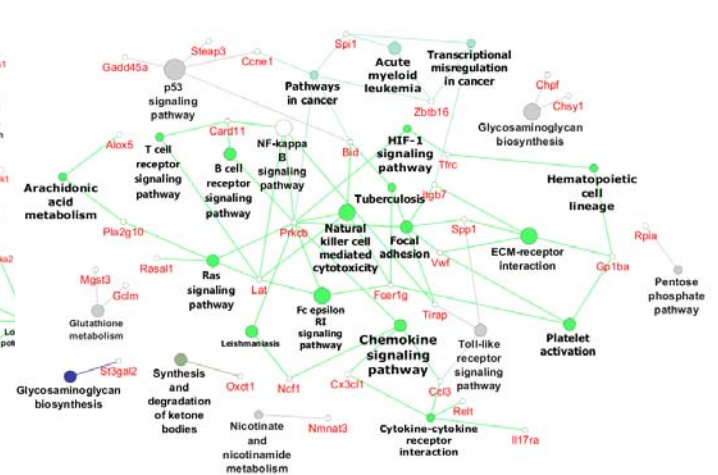 Steap3
Spi1
Gadd45a
Ccne1
Acute
myeloid
leukemia
Transcriptional
misregulation
in cancer
p53
signaling
pathway
Pathways
in cancer
Zbtb16
Chpf
Chsy1
Glycosaminoglycan
biosynthesis
Alox5
Card11
T cell
receptor
signaling
pathway
B cell
receptor
signaling
pathway
NF-kappa
B
signaling
pathway
Bid
HIF-1
signaling
pathway
Tfrc
Hematopoietic
cell
lineage
Arachidonic
acid
metabolism
Tuberculosis
Itgb7
Pla2g10
Prkcb
Natural
killer cell
mediated
cytotoxicity
Focal
adhesion
Spp1
ECM-receptor
interaction
Rpia
Vwf
Gp1ba
Rasal1
Mgst3
Gclm
Ras
signaling
pathway
Lat
Fcer1g
Pentose
phosphate
pathway
Glutathione
metabolism
Fc epsilon
RI
signaling
pathway
Tirap
Leishmaniasis
Chemokine
signaling
pathway
Toll-like
receptor
signaling
pathway
Platelet
activation
St3gal2
Glycosaminoglycan
biosynthesis
Synthesis
and
degradation
of ketone
bodies
Oxct1
Ncf1
Cx3cl1
Ccl3
Relt
Nicotinate
and
nicotinamide
metabolism
Nmnat3
Cytokine-cytokine
receptor
interaction
Il17ra